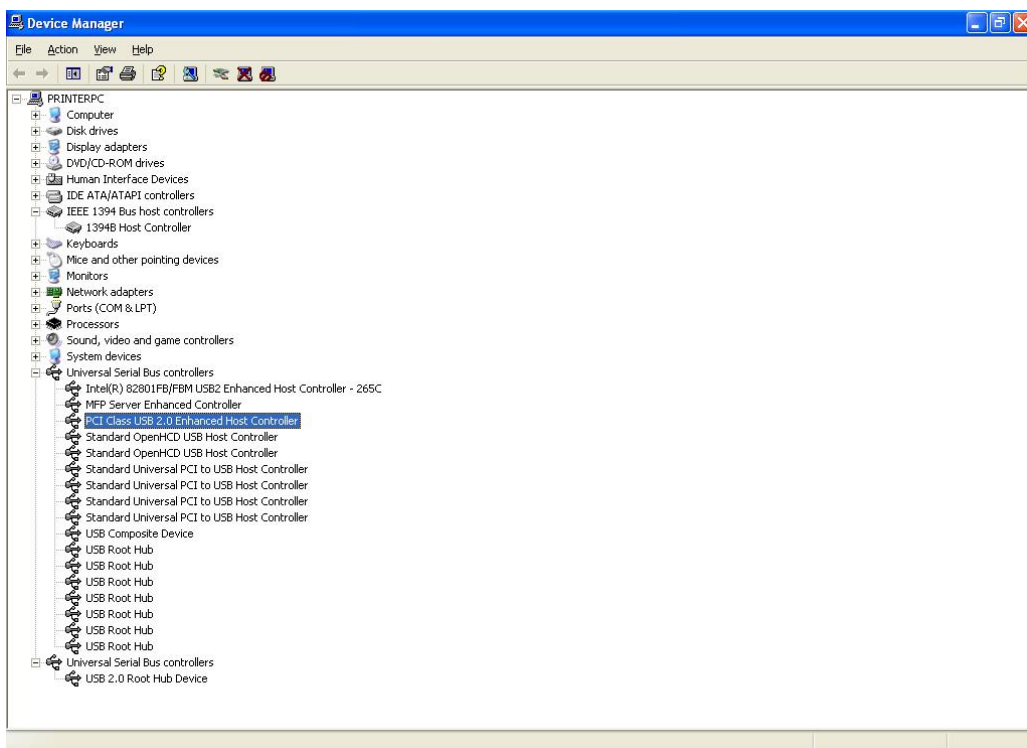 Device Manager
File Action View Help
PRINTERPC
Computer
Disk drives
Display adapters
DVD/CD-ROM drives
Human Interface Devices
IDE ATA/ATAPI controllers
IEEE 1394 Bus host controllers
1394B Host Controller
Keyboards
Mice and other pointing devices
Monitors
Network adapters
Ports (COM & LPT)
Processors
Sound, video and game controllers
System devices
Universal Serial Bus controllers
Intel(R) 82801FB/FBM USB2 Enhanced Host Controller - 265C
MFP Server Enhanced Controller
PCI Class USB 2.0 Enhanced Host Controller
Standard OpenHCD USB Host Controller
Standard OpenHCD USB Host Controller
Standard Universal PCI to USB Host Controller
Standard Universal PCI to USB Host Controller
Standard Universal PCI to USB Host Controller
Standard Universal PCI to USB Host Controller
USB Composite Device
USB Root Hub
USB Root Hub
USB Root Hub
USB Root Hub
USB Root Hub
USB Root Hub
USB Root Hub
Universal Serial Bus controllers
USB 2.0 Root Hub Device